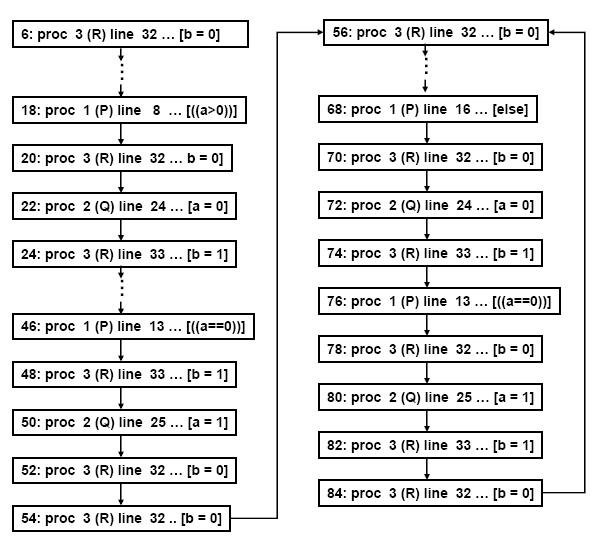 6: proc 3 (R) line 32 … [b = 0]
18: proc 1 (P) line 8 … [((a>0))]
20: proc 3 (R) line 32 … b = 0]
22: proc 2 (Q) line 24 … [a = 0]
24: proc 3 (R) line 33 … [b = 1]
46: proc 1 (P) line 13 … [((a==0))]
48: proc 3 (R) line 33 … [b = 1]
50: proc 2 (Q) line 25 … [a = 1]
52: proc 3 (R) line 32 … [b = 0]
54: proc 3 (R) line 32 .. [b = 0]
56: proc 3 (R) line 32 … [b = 0]
68: proc 1 (P) line 16 … [else]
70: proc 3 (R) line 32 … [b = 0]
72: proc 2 (Q) line 24 … [a = 0]
74: proc 3 (R) line 33 … [b = 1]
76: proc 1 (P) line 13 … [((a==0))]
78: proc 3 (R) line 32 … [b = 0]
80: proc 2 (Q) line 25 … [a = 1]
82: proc 3 (R) line 33 … [b = 1]
84: proc 3 (R) line 32 … [b = 0]